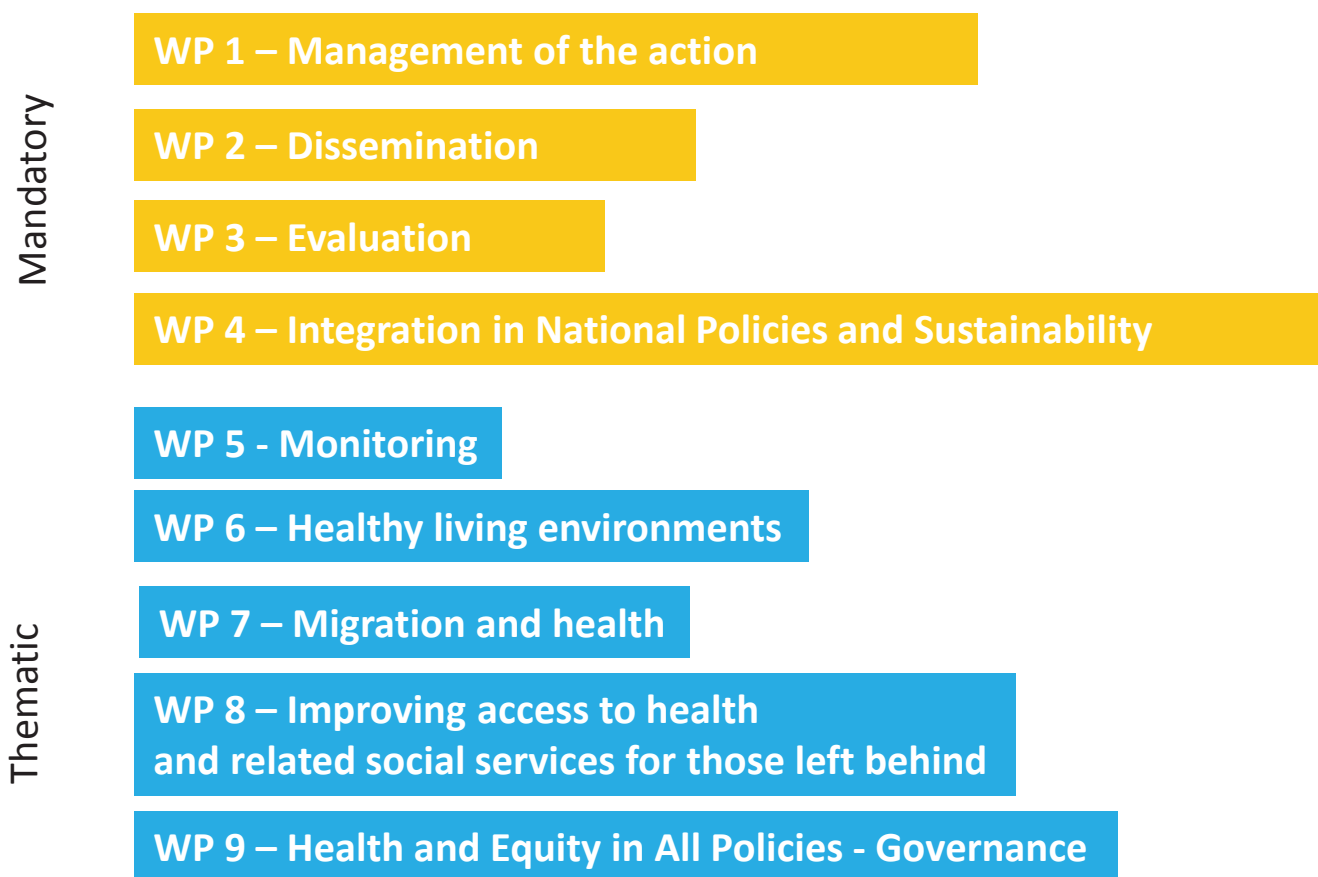 Mandatory
WP 1 – Management of the action
WP 2 – Dissemination
WP 3 – Evaluation
WP 4 – Integration in National Policies and Sustainability
Thematic
WP 5 - Monitoring
WP 6 – Healthy living environments
WP 7 – Migration and health
WP 8 – Improving access to health
and related social services for those left behind
WP 9 – Health and Equity in All Policies - Governance